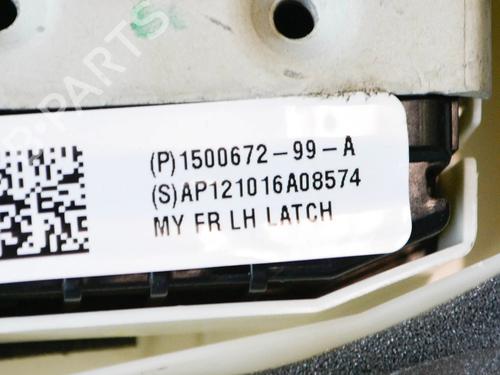 (P)1500672-99-A
(S)AP121016A08574
MY FR LH LATCH